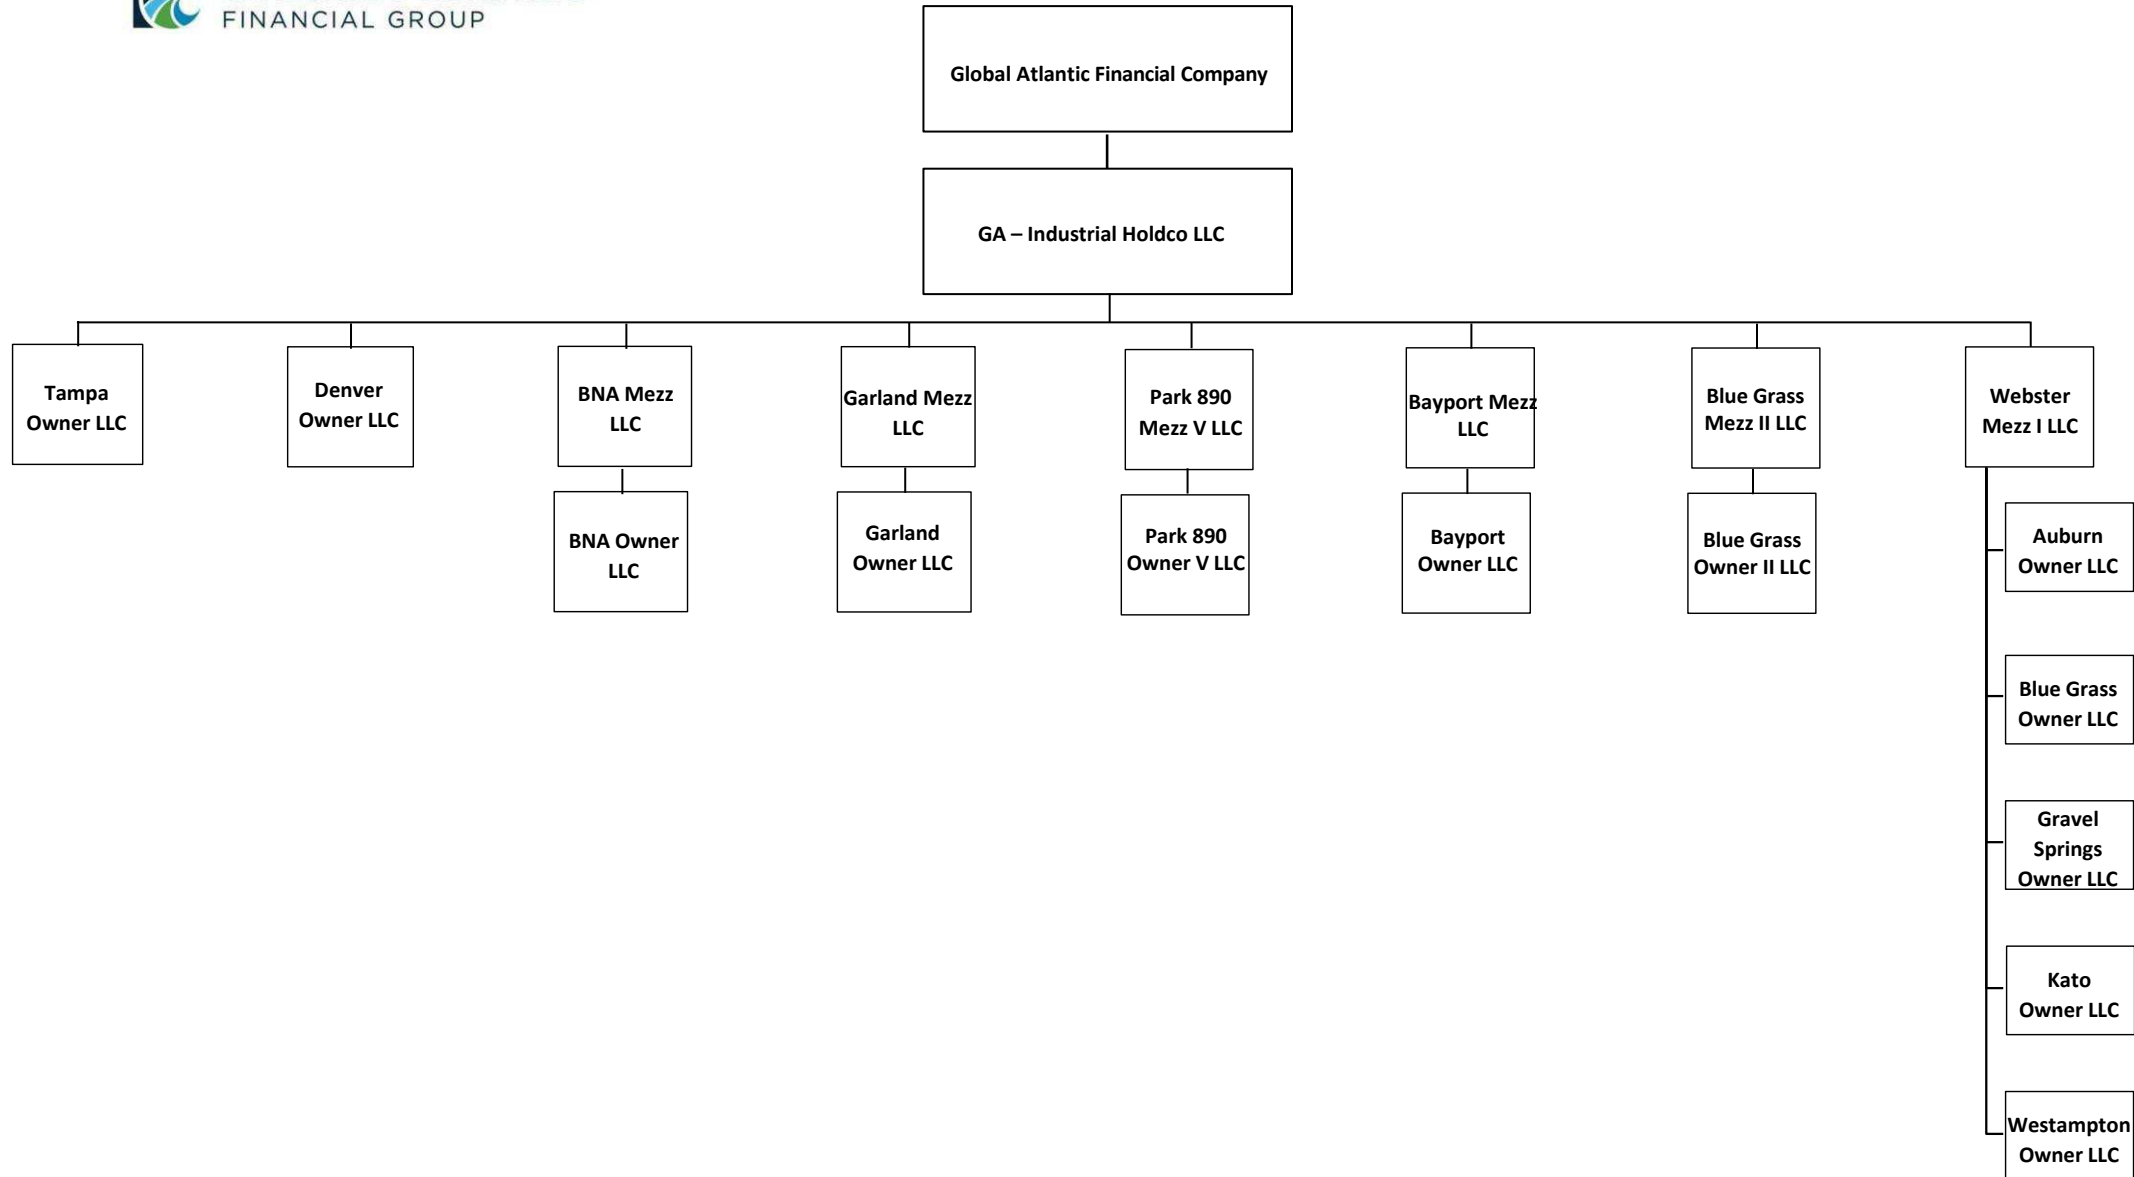 FINANCIAL GROUP
Global Atlantic Financial Company
GA – Industrial Holdco LLC
Tampa
Owner LLC
Denver
Owner LLC
BNA Mezz
LLC
Garland Mezz
LLC
Park 890
Mezz V LLC
Bayport Mezz
LLC
Blue Grass
Mezz II LLC
Webster
Mezz I LLC
BNA Owner
LLC
Garland
Owner LLC
Park 890
Owner V LLC
Bayport
Owner LLC
Blue Grass
Owner II LLC
Auburn
Owner LLC
Blue Grass
Owner LLC
Gravel
Springs
Owner LLC
Kato
Owner LLC
Westampton
Owner LLC